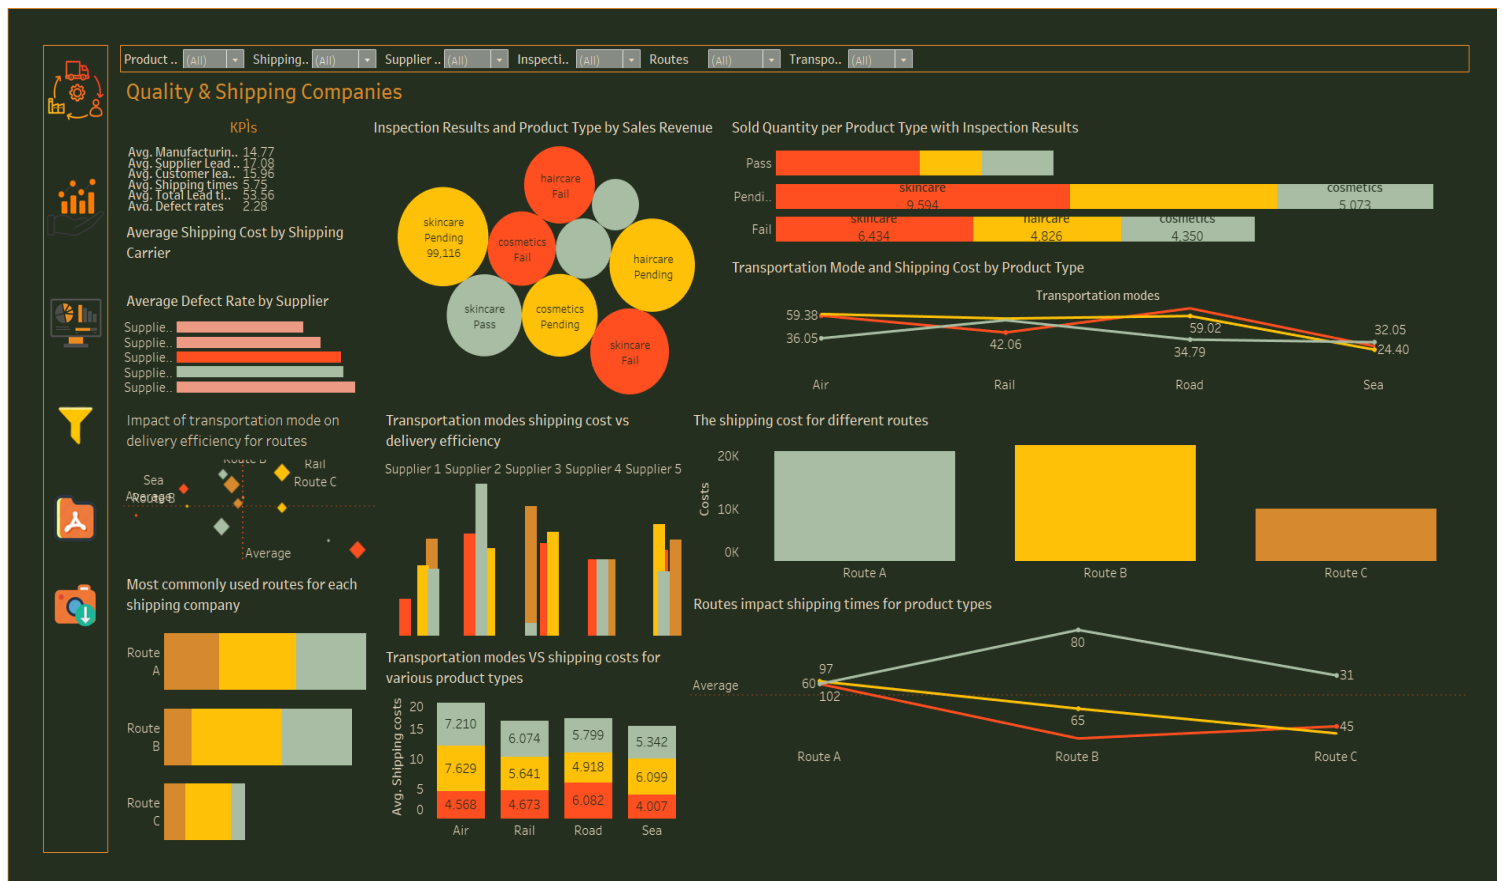 Product .. (All) Shipping.. (All) Supplier .. (All) Inspecti.. (All) Routes (All) Transpo.. (All)
Quality & Shipping Companies
KPİs
Avg. Manufacturin.. 14.77
Avg. Supplier Lead .. 17.08
Avg. Customer lea.. 15.96
Avg. Shipping times 5.75
Avg. Total Lead ti.. 53.56
Avg. Defect rates 2.28
Average Shipping Cost by Shipping
Carrier
Average Defect Rate by Supplier
Supplie..
Supplie..
Supplie..
Supplie..
Supplie..
Inspection Results and Product Type by Sales Revenue
haircare
Fail
skincare
Pending
99,116
cosmetics
Fail
haircare
Pending
skincare
Pass
cosmetics
Pending
skincare
Fail
Sold Quantity per Product Type with Inspection Results
Pass
Pendi..
skincare
9,594
cosmetics
5,073
Fail
skincare
6,434
haircare
4,826
cosmetics
4,350
Transportation Mode and Shipping Cost by Product Type
Transportation modes
59.38
36.05
42.06
59.02
34.79
32.05
24.40
Air Rail Road Sea
Impact of transportation mode on
delivery efficiency for routes
Route B
Rail
Route C
Sea
Route B
Average
Average
Transportation modes shipping cost vs
delivery efficiency
Supplier 1 Supplier 2 Supplier 3 Supplier 4 Supplier 5
The shipping cost for different routes
Costs
20K
10K
0K
Route A Route B Route C
Most commonly used routes for each
shipping company
Route
A
Route
B
Route
C
Transportation modes VS shipping costs for
various product types
Avg. Shipping costs
20
15
10
5
0
7.210 6.074 5.799 5.342
7.629 5.641 4.918 6.099
4.568 4.673 6.082 4.007
Air Rail Road Sea
Routes impact shipping times for product types
Average
97
60
102
80
65
31
45
Route A Route B Route C